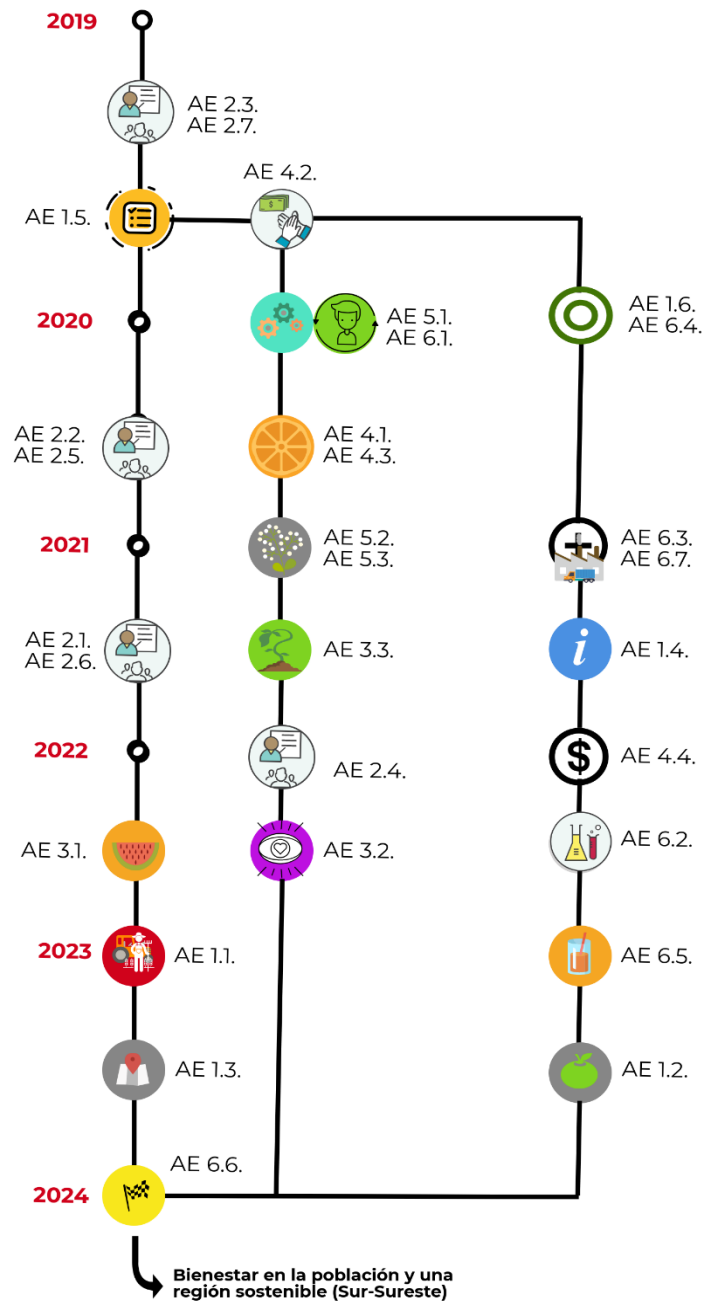 2019
AE 2.3.
AE 2.7.
AE 4.2.
AE 1.5.
2020
AE 5.1.
AE 6.1.
AE 1.6.
AE 6.4.
AE 2.2.
AE 2.5.
AE 4.1.
AE 4.3.
2021
AE 5.2.
AE 5.3.
AE 6.3.
AE 6.7.
AE 2.1.
AE 2.6.
AE 3.3.
i
AE 1.4.
2022
AE 2.4.
$
AE 4.4.
AE 3.1.
AE 3.2.
AE 6.2.
2023
AE 1.1.
AE 6.5.
AE 1.3.
AE 1.2.
AE 6.6.
2024
Bienestar en la población y una
región sostenible (Sur-Sureste)